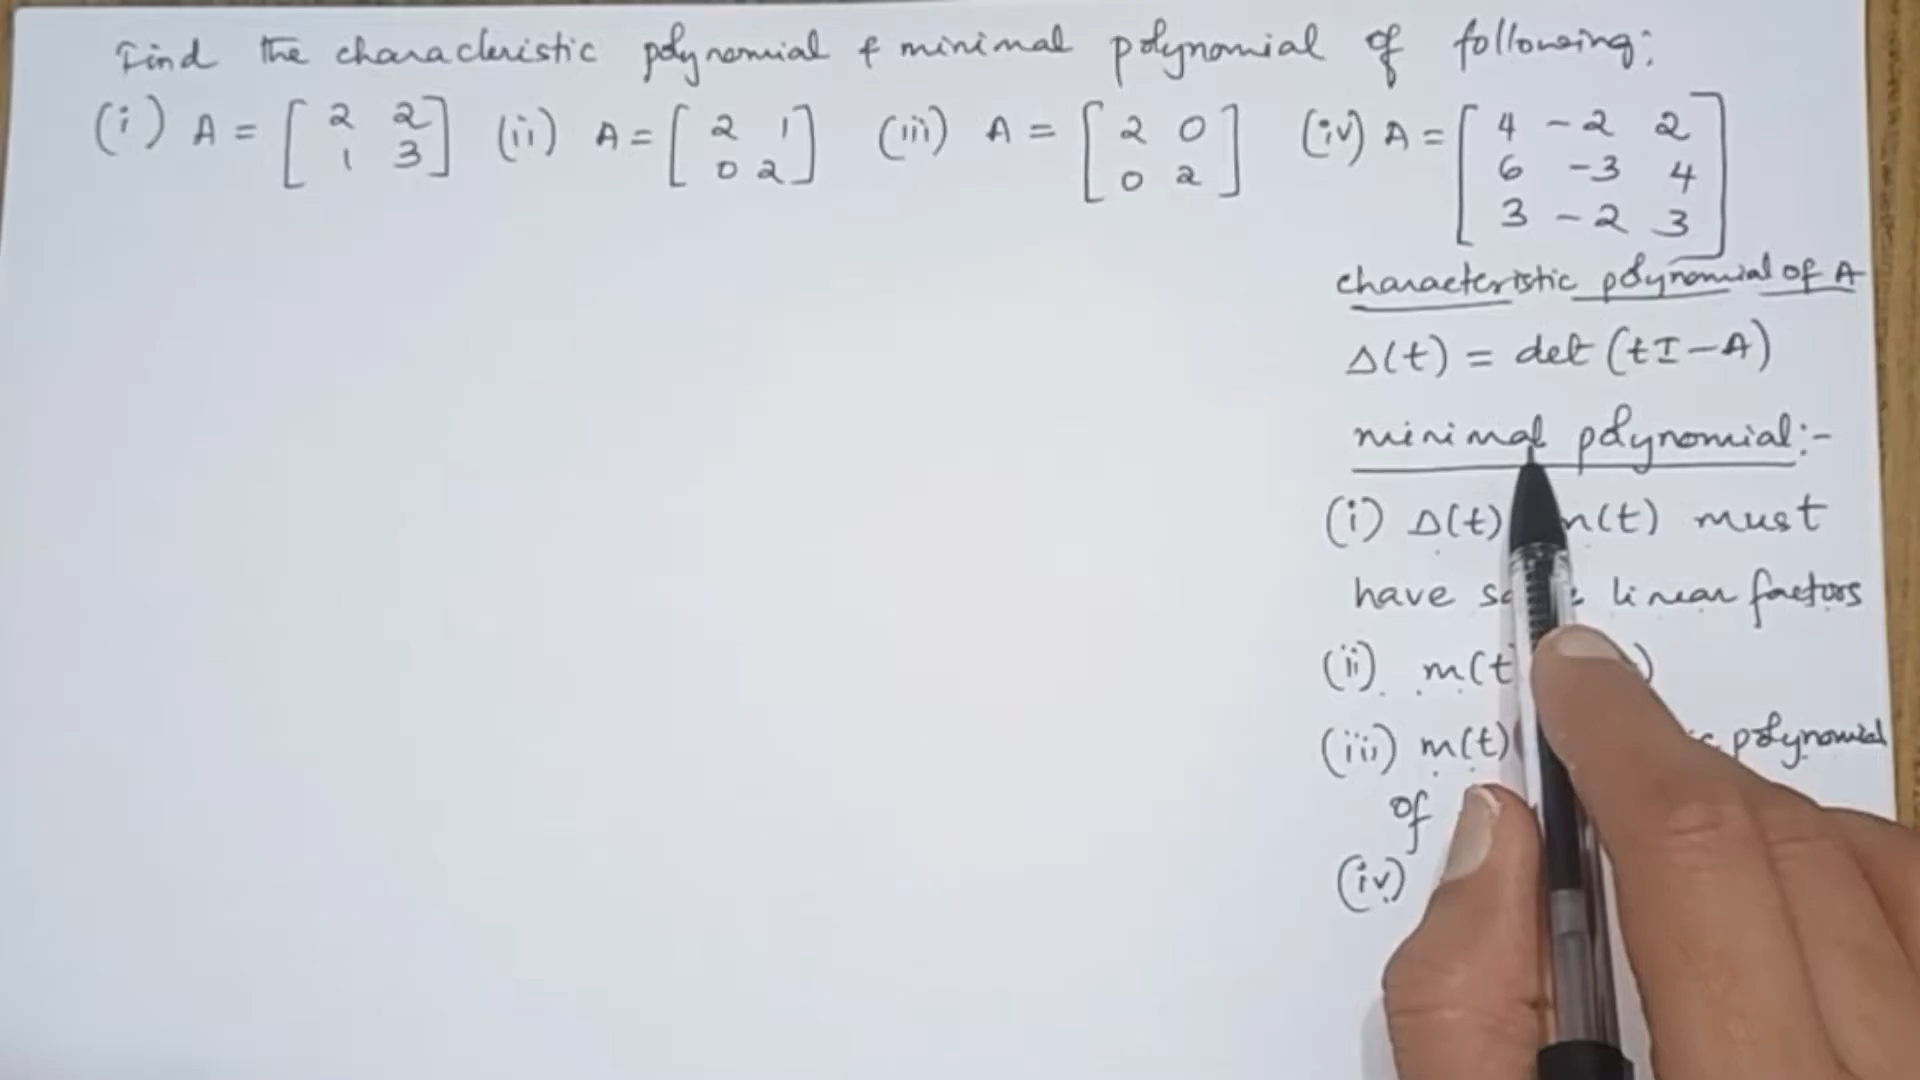 Find the characteristic polynomial & minimal polynomial of following:
(i) A = [ 2 2 (ii) A = [ 2 1 ] (iii) A = [ 2 0 ] (iv) A = [ 4 -2 2 ]
1 3 ] 0 2 0 2 6 -3 4
3 -2 3
characteristic polynomial of A
Δ(t) = det (tI - A)
minimal polynomial:-
(i) Δ(t) m(t) must
have linear factors
(ii) m(t
(iii) m(t) polynomial
of
(iv)